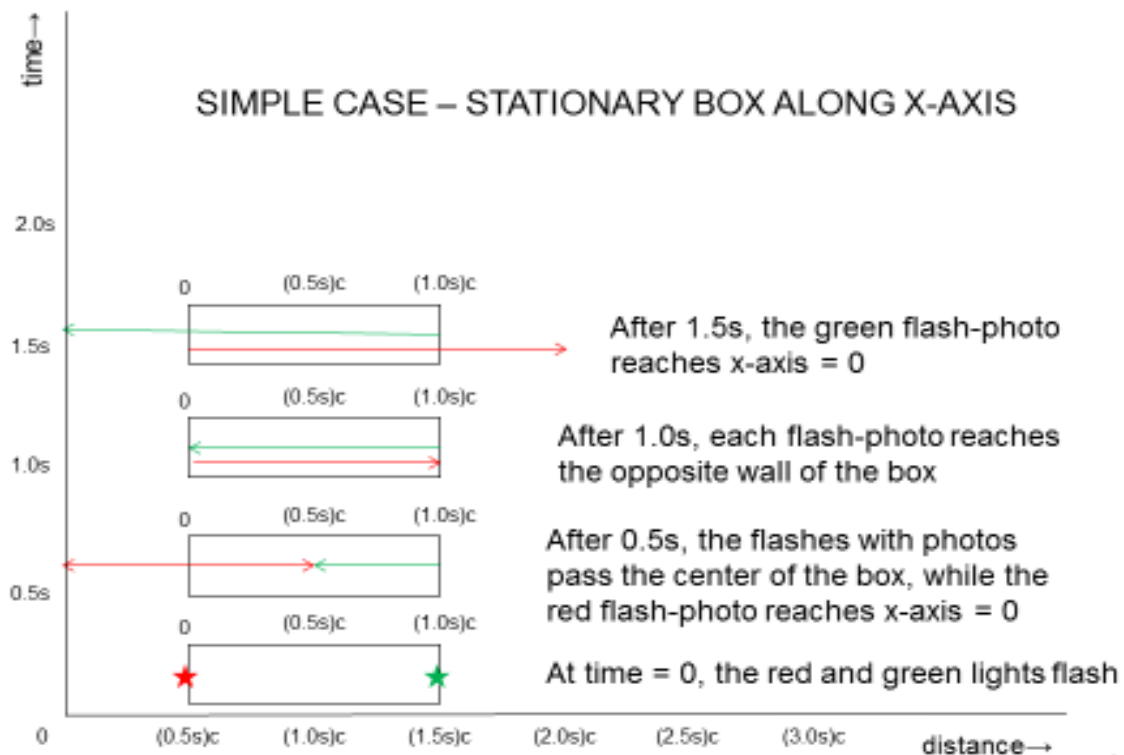 time→
SIMPLE CASE – STATIONARY BOX ALONG X-AXIS
2.0s
0 (0.5s)c (1.0s)c
After 1.5s, the green flash-photo
reaches x-axis = 0
1.5s
0 (0.5s)c (1.0s)c
After 1.0s, each flash-photo reaches
the opposite wall of the box
1.0s
0 (0.5s)c (1.0s)c
After 0.5s, the flashes with photos
pass the center of the box, while the
red flash-photo reaches x-axis = 0
0.5s
0 (0.5s)c (1.0s)c
At time = 0, the red and green lights flash
0 (0.5s)c (1.0s)c (1.5s)c (2.0s)c (2.5s)c (3.0s)c
distance→